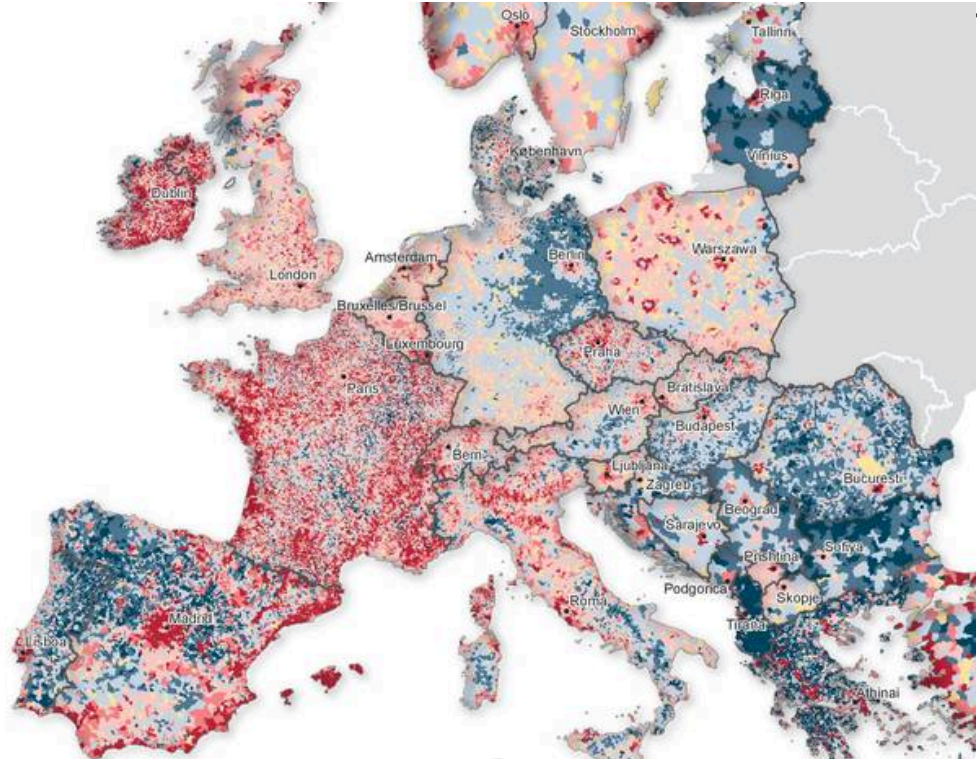 Oslo
Stockholm
Tallinn
Riga
København
Vilnius
Dublin
Amsterdam
Berlin
Warszawa
London
Bruxelles/Brussel
Luxembourg
Praha
Paris
Bratislava
Wien
Budapest
Bern
Ljubljana
Zagreb
Bucuresti
Beograd
Sarajevo
Prishtina
Sofiya
Podgorica
Skopje
Roma
Madrid
Tirana
Lisboa
Athinai